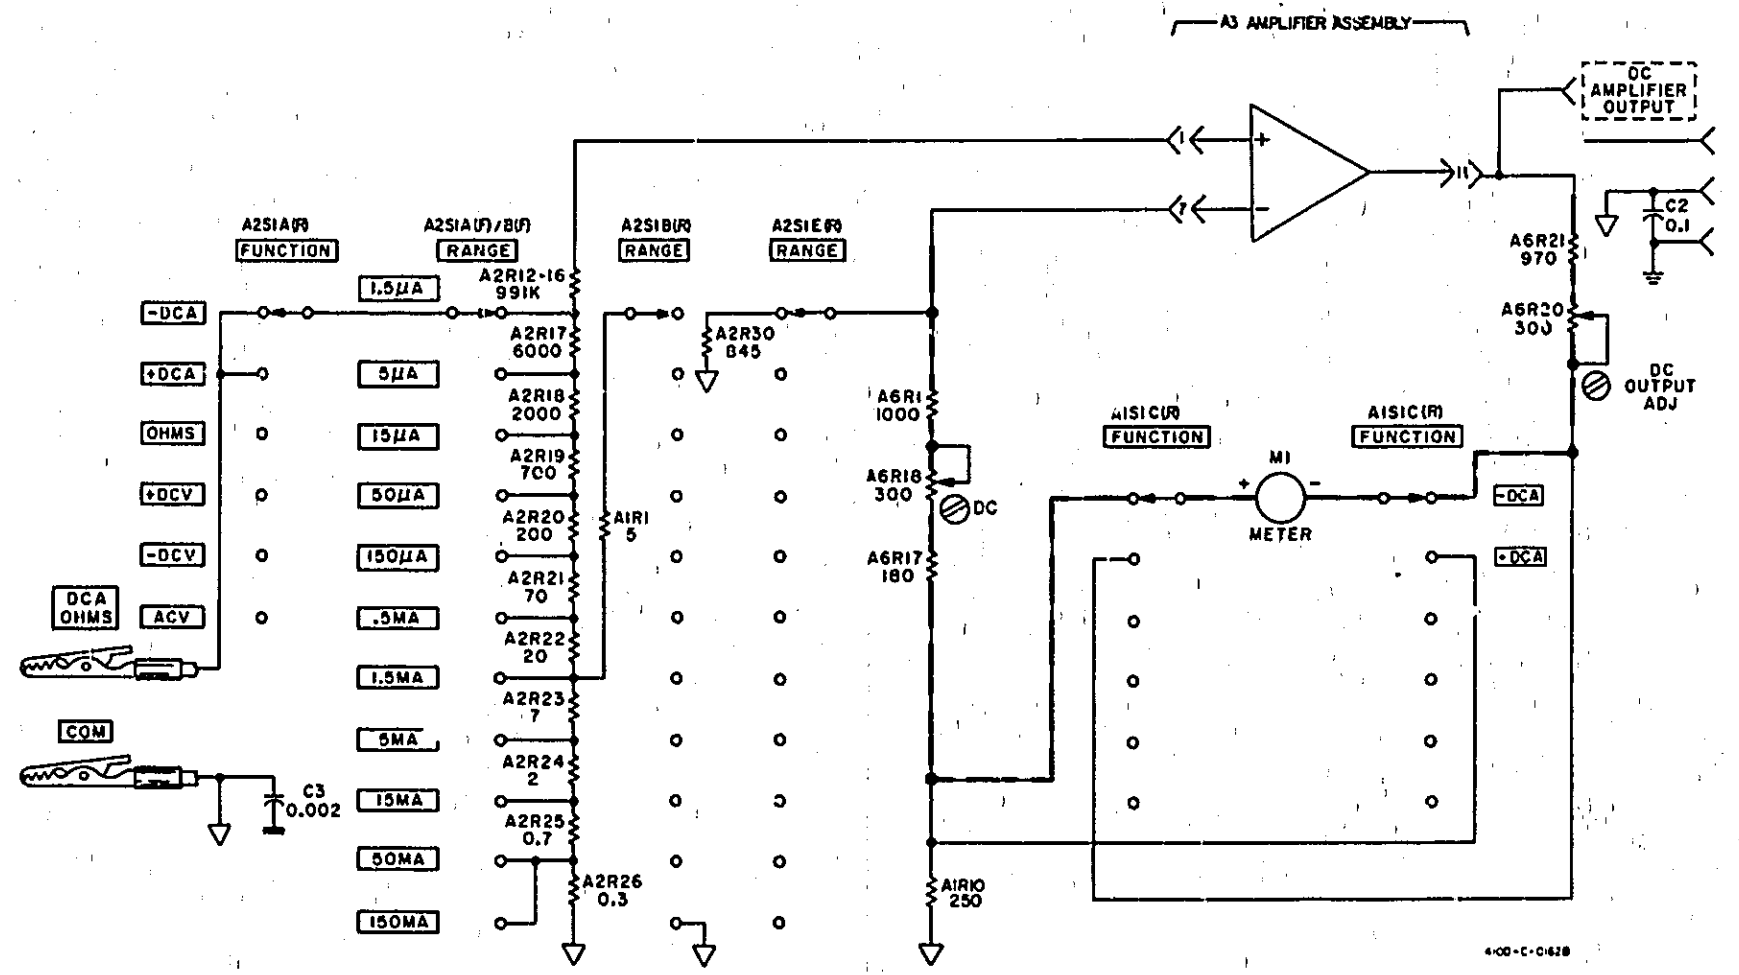 A3 AMPLIFIER ASSEMBLY
DC
AMPLIFIER
OUTPUT
1
+
11
7
−
C2
0.1
A2S1A(R)
FUNCTION
A2S1A(F)/B(F)
RANGE
A2S1B(R)
RANGE
A2S1E(R)
RANGE
A6R21
970
1.5µA
A2R12-16
991K
-DCA
A2R17
6000
A2R30
845
A6R20
300
+DCA
5µA
DC
OUTPUT
ADJ
A2R18
2000
A6R1
1000
A1S1C(R)
FUNCTION
A1S1C(R)
FUNCTION
OHMS
15µA
A2R19
700
M1
A6R18
300
+
−
METER
+DCV
50µA
DC
-DCA
A2R20
200
A1R1
5
-DCV
150µA
A6R17
180
+DCA
A2R21
70
DCA
OHMS
ACV
.5MA
A2R22
20
1.5MA
A2R23
7
COM
5MA
A2R24
2
C3
0.002
15MA
A2R25
0.7
50MA
A2R26
0.3
A1R10
250
150MA
4100-C-0162B